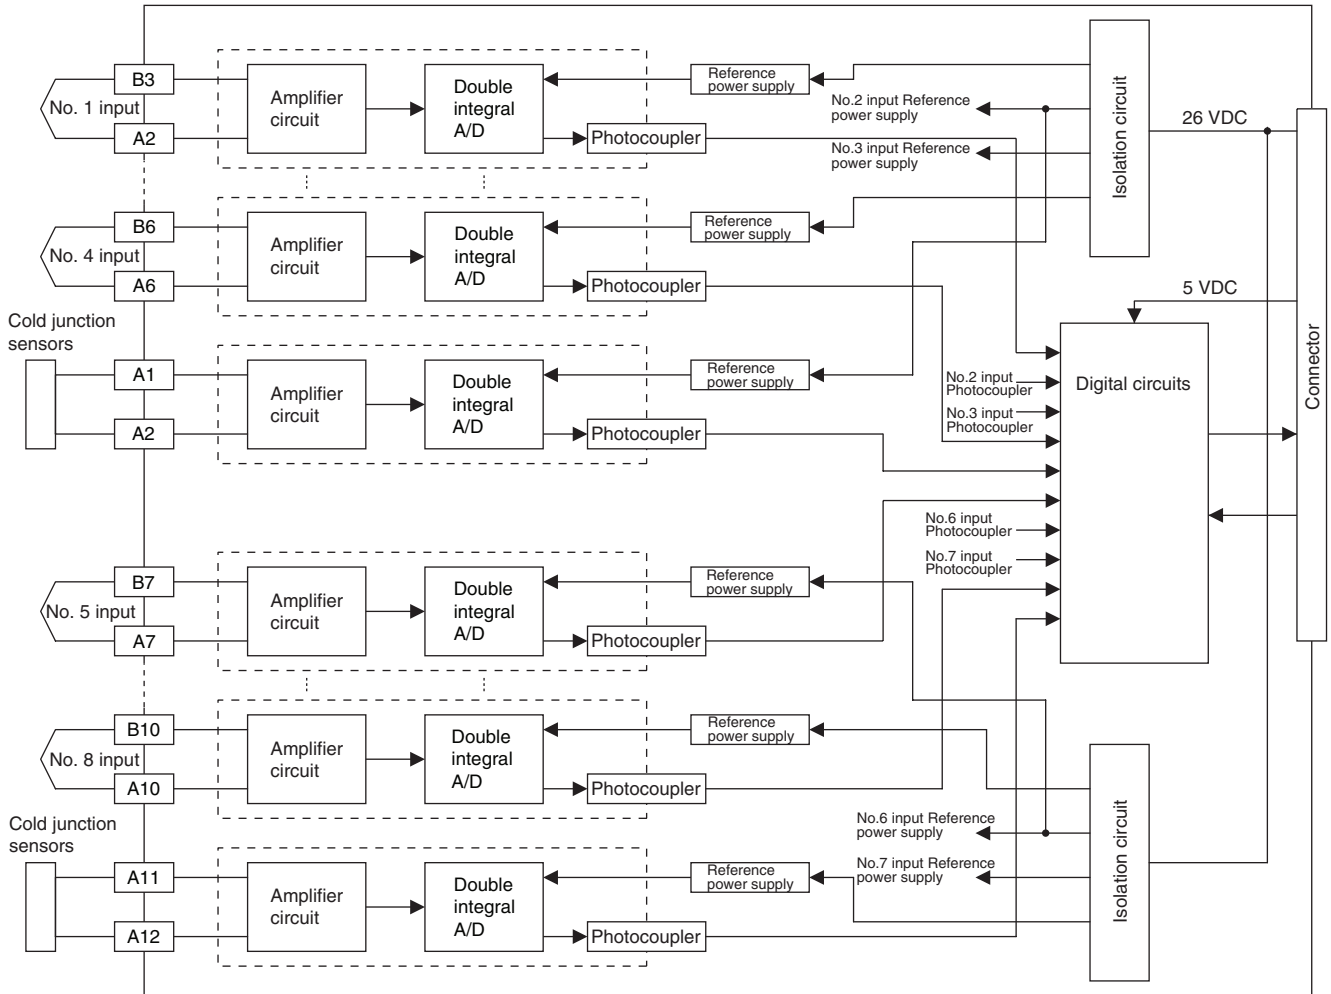 B3
No. 1 input
A2
Amplifier
circuit
Double
integral
A/D
Reference
power supply
Photocoupler
No.2 input Reference
power supply
No.3 input Reference
power supply
Isolation circuit
26 VDC
B6
No. 4 input
A6
Amplifier
circuit
Double
integral
A/D
Reference
power supply
Photocoupler
5 VDC
Connector
Cold junction
sensors
A1
A2
Amplifier
circuit
Double
integral
A/D
Reference
power supply
Photocoupler
No.2 input
Photocoupler
No.3 input
Photocoupler
Digital circuits
No.6 input
Photocoupler
No.7 input
Photocoupler
B7
No. 5 input
A7
Amplifier
circuit
Double
integral
A/D
Reference
power supply
Photocoupler
B10
No. 8 input
A10
Amplifier
circuit
Double
integral
A/D
Reference
power supply
Photocoupler
No.6 input Reference
power supply
No.7 input Reference
power supply
Isolation circuit
Cold junction
sensors
A11
A12
Amplifier
circuit
Double
integral
A/D
Reference
power supply
Photocoupler